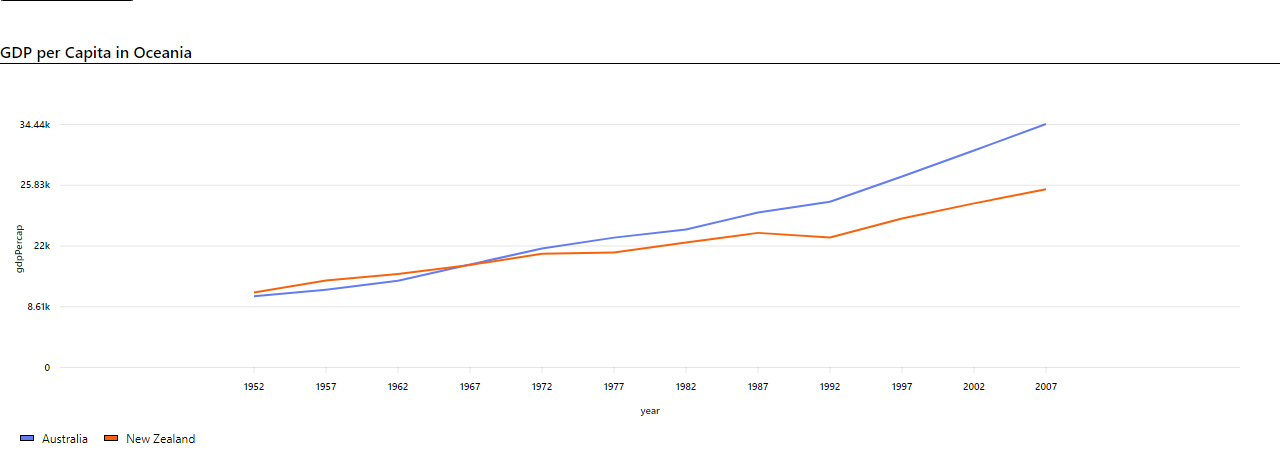 GDP per Capita in Oceania
34.44k
25.83k
22k
8.61k
0
gdpPercap
1952 1957 1962 1967 1972 1977 1982 1987 1992 1997 2002 2007
year
Australia New Zealand